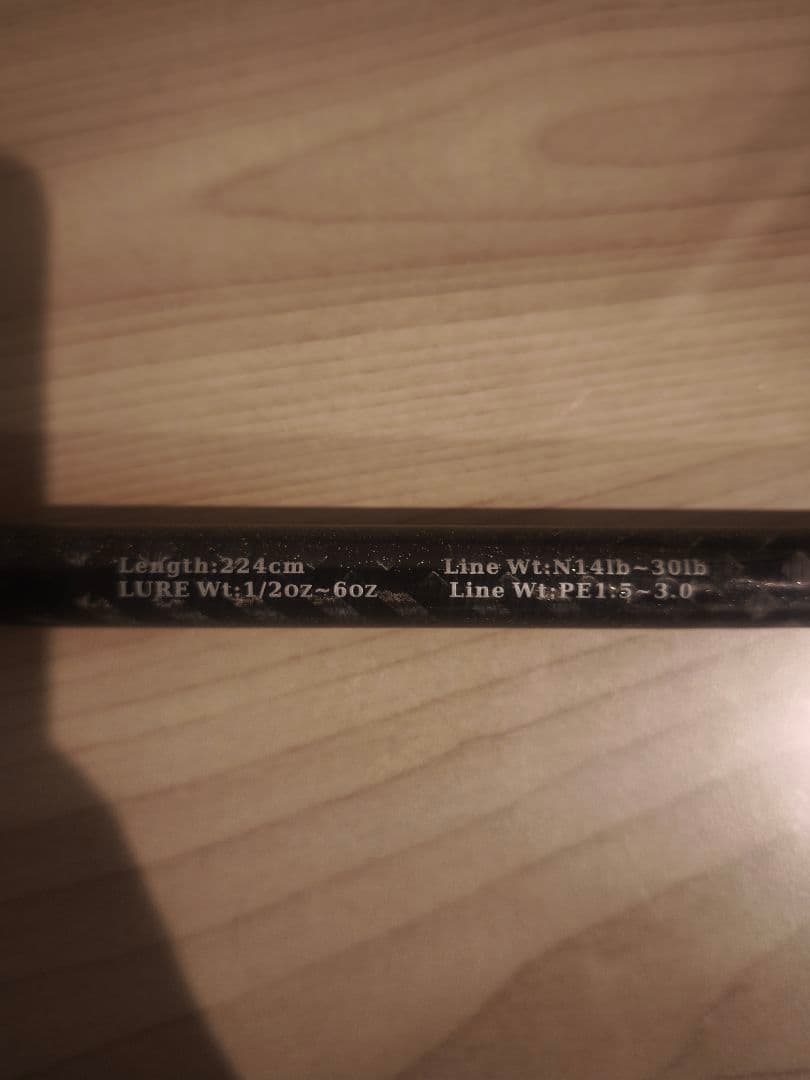 Length:224cm
LURE Wt:1/2oz~6oz
Line Wt:N14lb~30lb
Line Wt:PE1:5~3.0